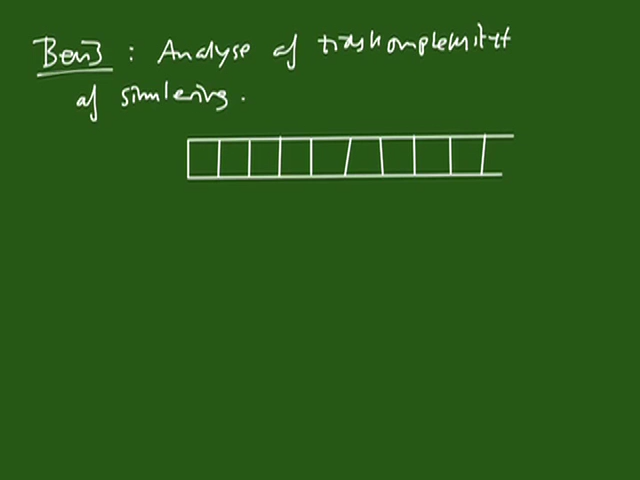 Bevis : Analyse af tidskompleksitet
af simulering.